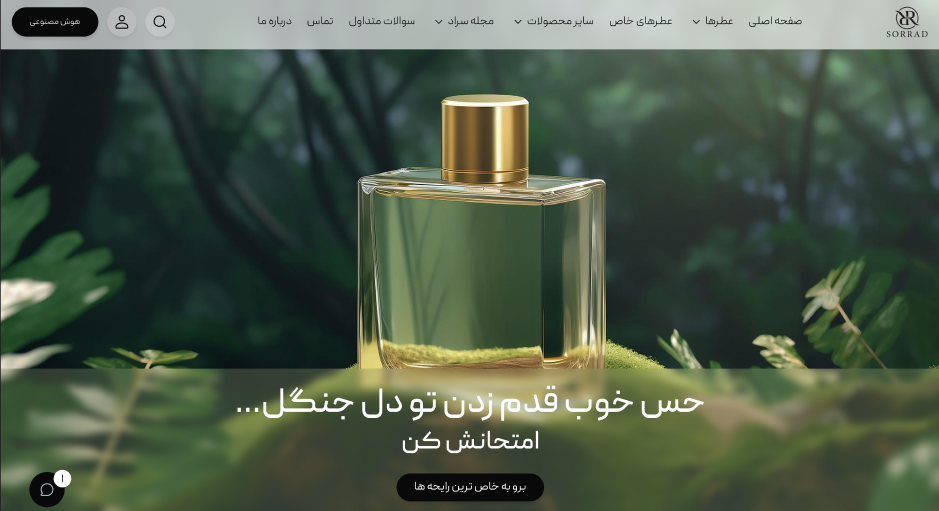 SORRAD
صفحه اصلی
عطرها
عطرهای خاص
سایر محصولات
مجله سراد
سوالات متداول
تماس
درباره ما
هوش مصنوعی
حس خوب قدم زدن تو دل جنگل...
امتحانش کن
برو به خاص ترین رایحه ها
۱